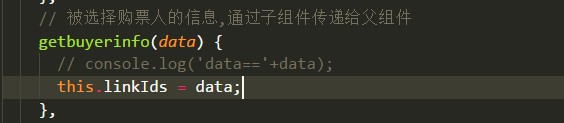 // 被选择购票人的信息,通过子组件传递给父组件
getbuyerinfo(data) {
// console.log('data=='+data);
this.linkIds = data;
},